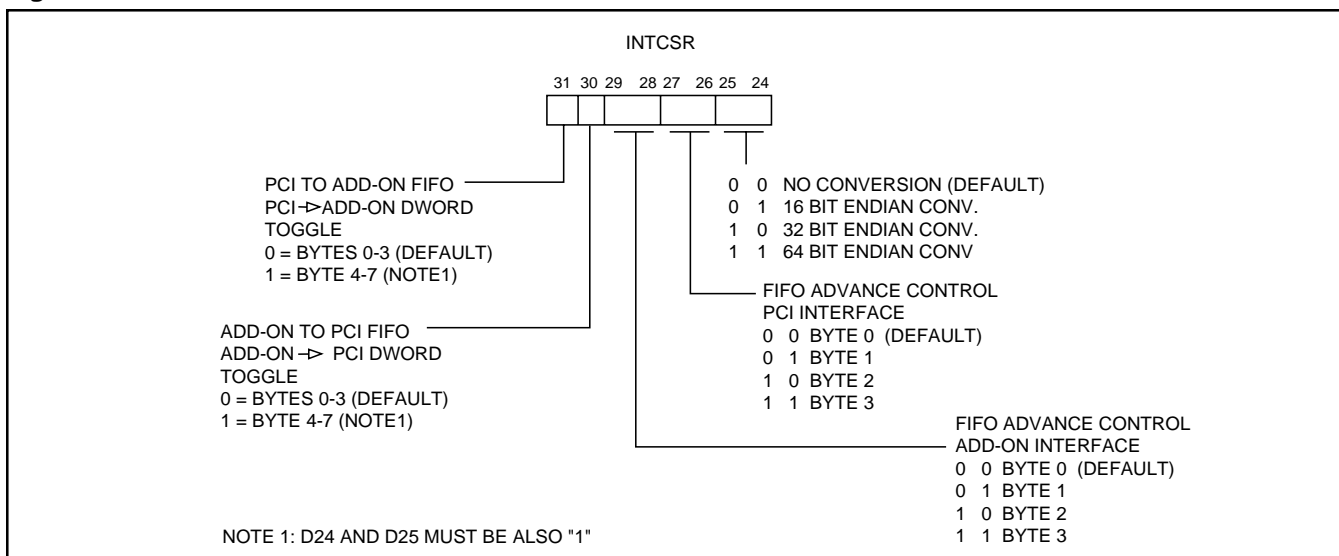 INTCSR
31 30 29 28 27 26 25 24
PCI TO ADD-ON FIFO
PCI ADD-ON DWORD
TOGGLE
0 = BYTES 0-3 (DEFAULT)
1 = BYTE 4-7 (NOTE1)
0 0 NO CONVERSION (DEFAULT)
0 1 16 BIT ENDIAN CONV.
1 0 32 BIT ENDIAN CONV.
1 1 64 BIT ENDIAN CONV
FIFO ADVANCE CONTROL
PCI INTERFACE
0 0 BYTE 0 (DEFAULT)
0 1 BYTE 1
1 0 BYTE 2
1 1 BYTE 3
ADD-ON TO PCI FIFO
ADD-ON PCI DWORD
TOGGLE
0 = BYTES 0-3 (DEFAULT)
1 = BYTE 4-7 (NOTE1)
FIFO ADVANCE CONTROL
ADD-ON INTERFACE
0 0 BYTE 0 (DEFAULT)
0 1 BYTE 1
1 0 BYTE 2
1 1 BYTE 3
NOTE 1: D24 AND D25 MUST BE ALSO "1"